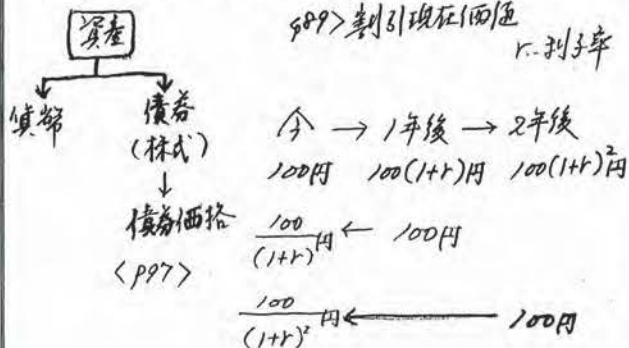 資産
貨幣
債券
(株式)
↓
債券価格
<p97>
p89>割引現在価値
r…利子率
今 → 1年後 → 2年後
100円 100(1+r)円 100(1+r)²円
100/(1+r)円 ← 100円
100/(1+r)²円 ← 100円